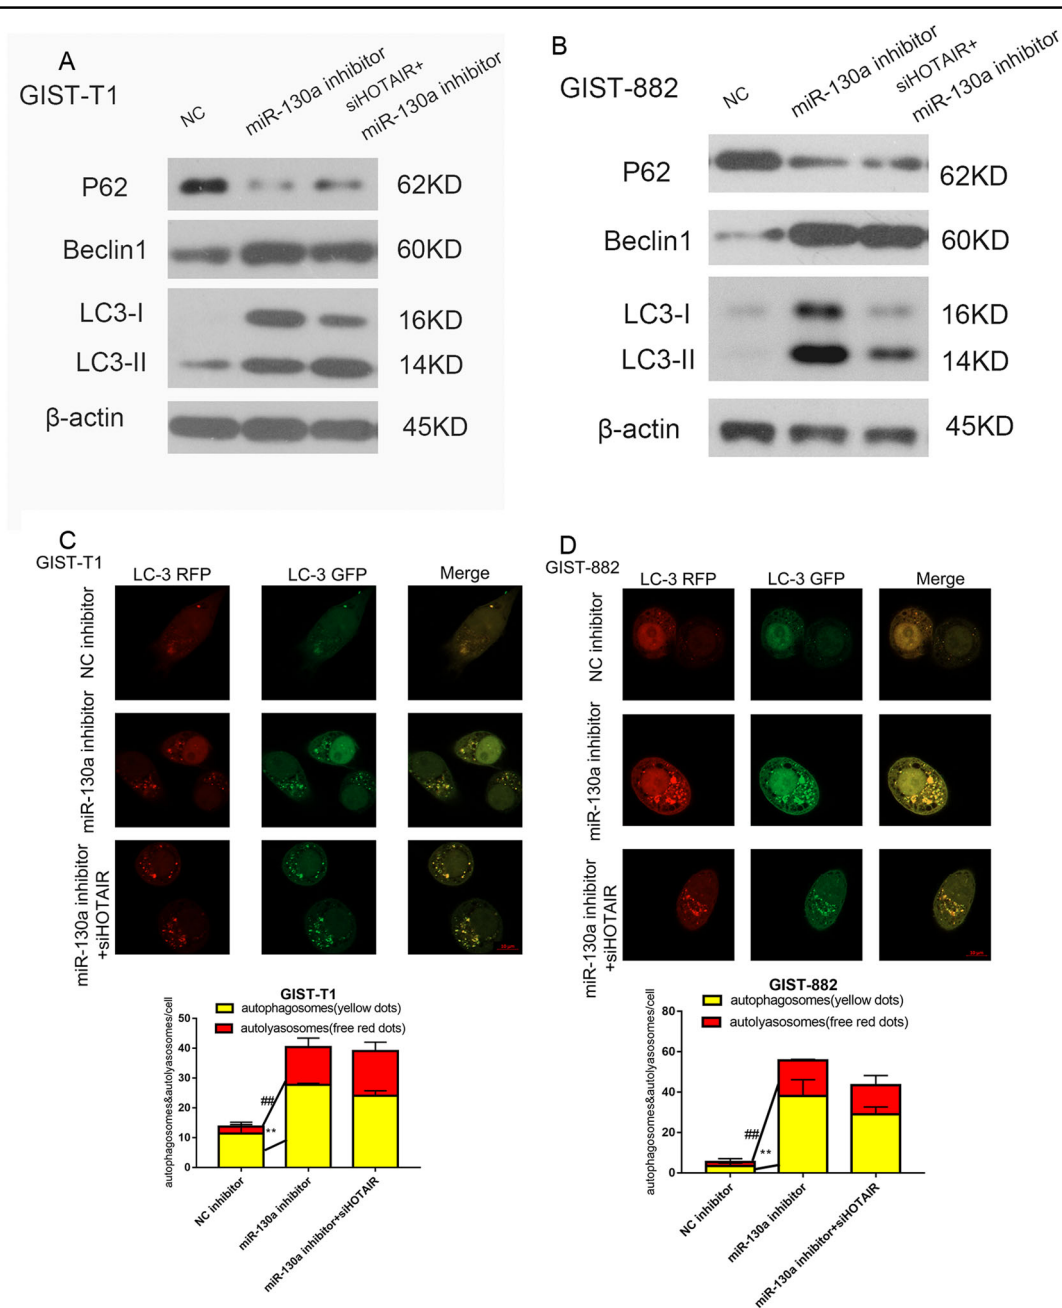 A
GIST-T1
NC
miR-130a inhibitor
siHOTAIR+
miR-130a inhibitor
P62
62KD
Beclin1
60KD
LC3-I
16KD
LC3-II
14KD
β-actin
45KD
B
GIST-882
NC
miR-130a inhibitor
siHOTAIR+
miR-130a inhibitor
P62
62KD
Beclin1
60KD
LC3-I
16KD
LC3-II
14KD
β-actin
45KD
C
GIST-T1
LC-3 RFP
LC-3 GFP
Merge
NC inhibitor
miR-130a inhibitor
miR-130a inhibitor
+siHOTAIR
GIST-T1
autophagosomes(yellow dots)
autolyasosomes(free red dots)
autophagosomes&autolyasosomes/cell
50
40
30
20
10
0
##
**
NC inhibitor
miR-130a inhibitor
miR-130a inhibitor+siHOTAIR
D
GIST-882
LC-3 RFP
LC-3 GFP
Merge
NC inhibitor
miR-130a inhibitor
miR-130a inhibitor
+siHOTAIR
GIST-882
autophagosomes(yellow dots)
autolyasosomes(free red dots)
autophagosomes&autolyasosomes/cell
80
60
40
20
0
##
**
NC inhibitor
miR-130a inhibitor
miR-130a inhibitor+siHOTAIR